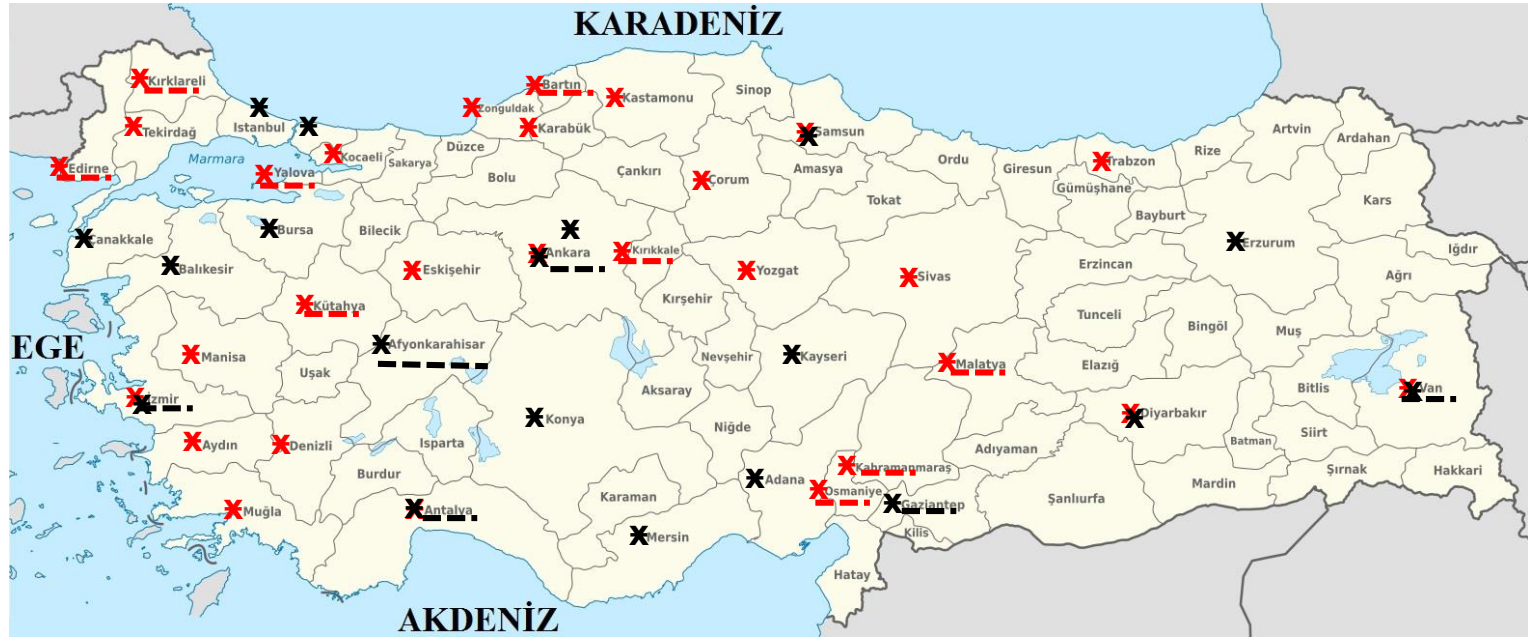 KARADENİZ
Kırklareli
Bartın
Kastamonu
Sinop
Zonguldak
Tekirdağ
Istanbul
Karabük
Samsun
Artvin
Ardahan
Marmara
Kocaeli
Sakarya
Düzce
Edirne
Yalova
Bolu
Çankırı
Çorum
Amasya
Ordu
Giresun
Trabzon
Rize
Gümüşhane
Kars
Tokat
Bayburt
Çanakkale
Bursa
Bilecik
Ankara
Kırıkkale
Erzurum
Iğdır
Balıkesir
Eskişehir
Yozgat
Sivas
Erzincan
Ağrı
Kütahya
Kırşehir
Tunceli
Bingöl
Muş
EGE
Manisa
Afyonkarahisar
Uşak
Nevşehir
Kayseri
Malatya
Elazığ
Aksaray
Bitlis
Van
İzmir
Konya
Diyarbakır
Aydın
Denizli
Isparta
Niğde
Adıyaman
Batman
Siirt
Burdur
Kahramanmaraş
Şırnak
Hakkari
Adana
Osmaniye
Mardin
Karaman
Şanlıurfa
Muğla
Antalya
Gaziantep
Mersin
Kilis
Hatay
AKDENİZ